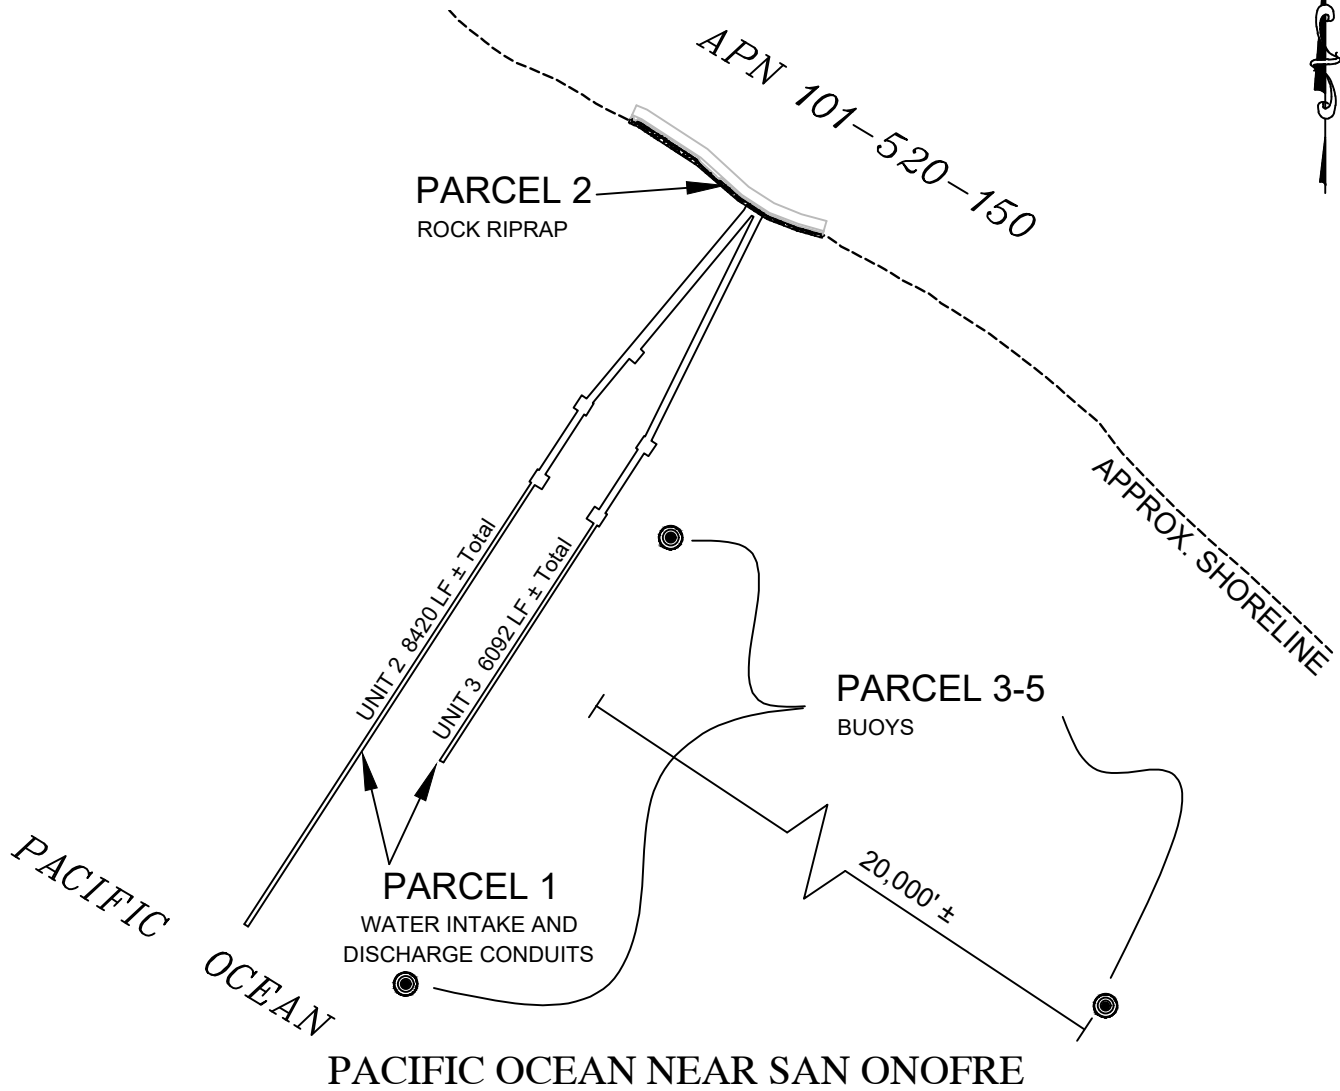 APN 101-520-150
PARCEL 2
ROCK RIPRAP
APPROX. SHORELINE
UNIT 2 8420 LF ± Total
UNIT 3 6092 LF ± Total
PARCEL 3-5
BUOYS
20,000' ±
PARCEL 1
WATER INTAKE AND
DISCHARGE CONDUITS
PACIFIC OCEAN
PACIFIC OCEAN NEAR SAN ONOFRE